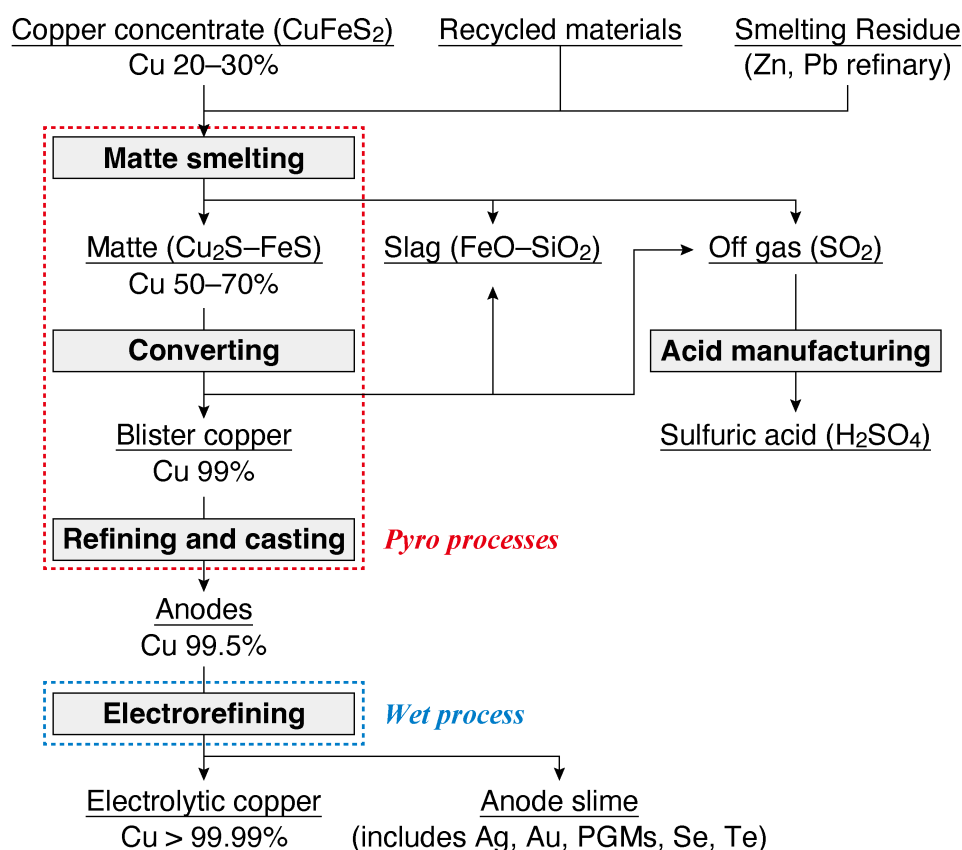 Copper concentrate (CuFeS₂)
Cu 20–30%
Recycled materials
Smelting Residue
(Zn, Pb refinary)
Matte smelting
Matte (Cu₂S–FeS)
Cu 50–70%
Slag (FeO–SiO₂)
Off gas (SO₂)
Converting
Acid manufacturing
Blister copper
Cu 99%
Sulfuric acid (H₂SO₄)
Refining and casting
Pyro processes
Anodes
Cu 99.5%
Electrorefining
Wet process
Electrolytic copper
Cu > 99.99%
Anode slime
(includes Ag, Au, PGMs, Se, Te)